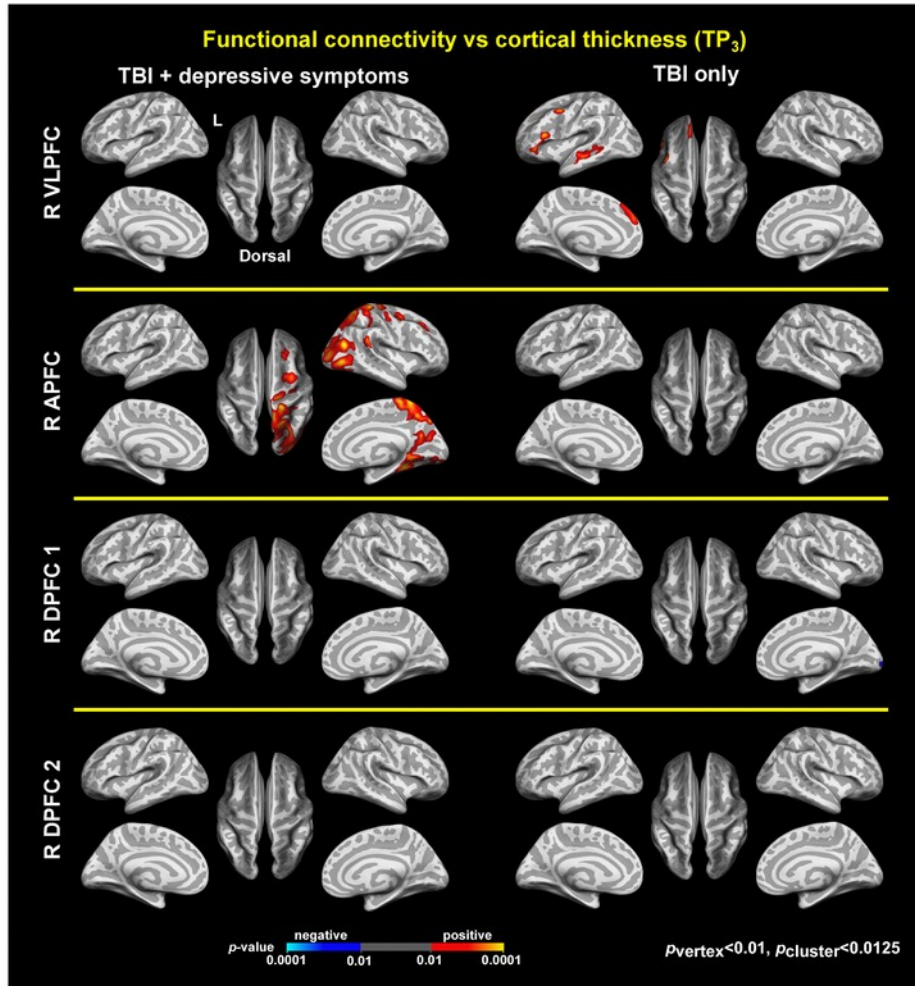 Functional connectivity vs cortical thickness (TP3)
TBI + depressive symptoms
TBI only
R VLPFC
L
Dorsal
R APFC
R DPFC 1
R DPFC 2
negative positive
p-value
0.0001 0.01 0.01 0.0001
pvertex<0.01, pcluster<0.0125